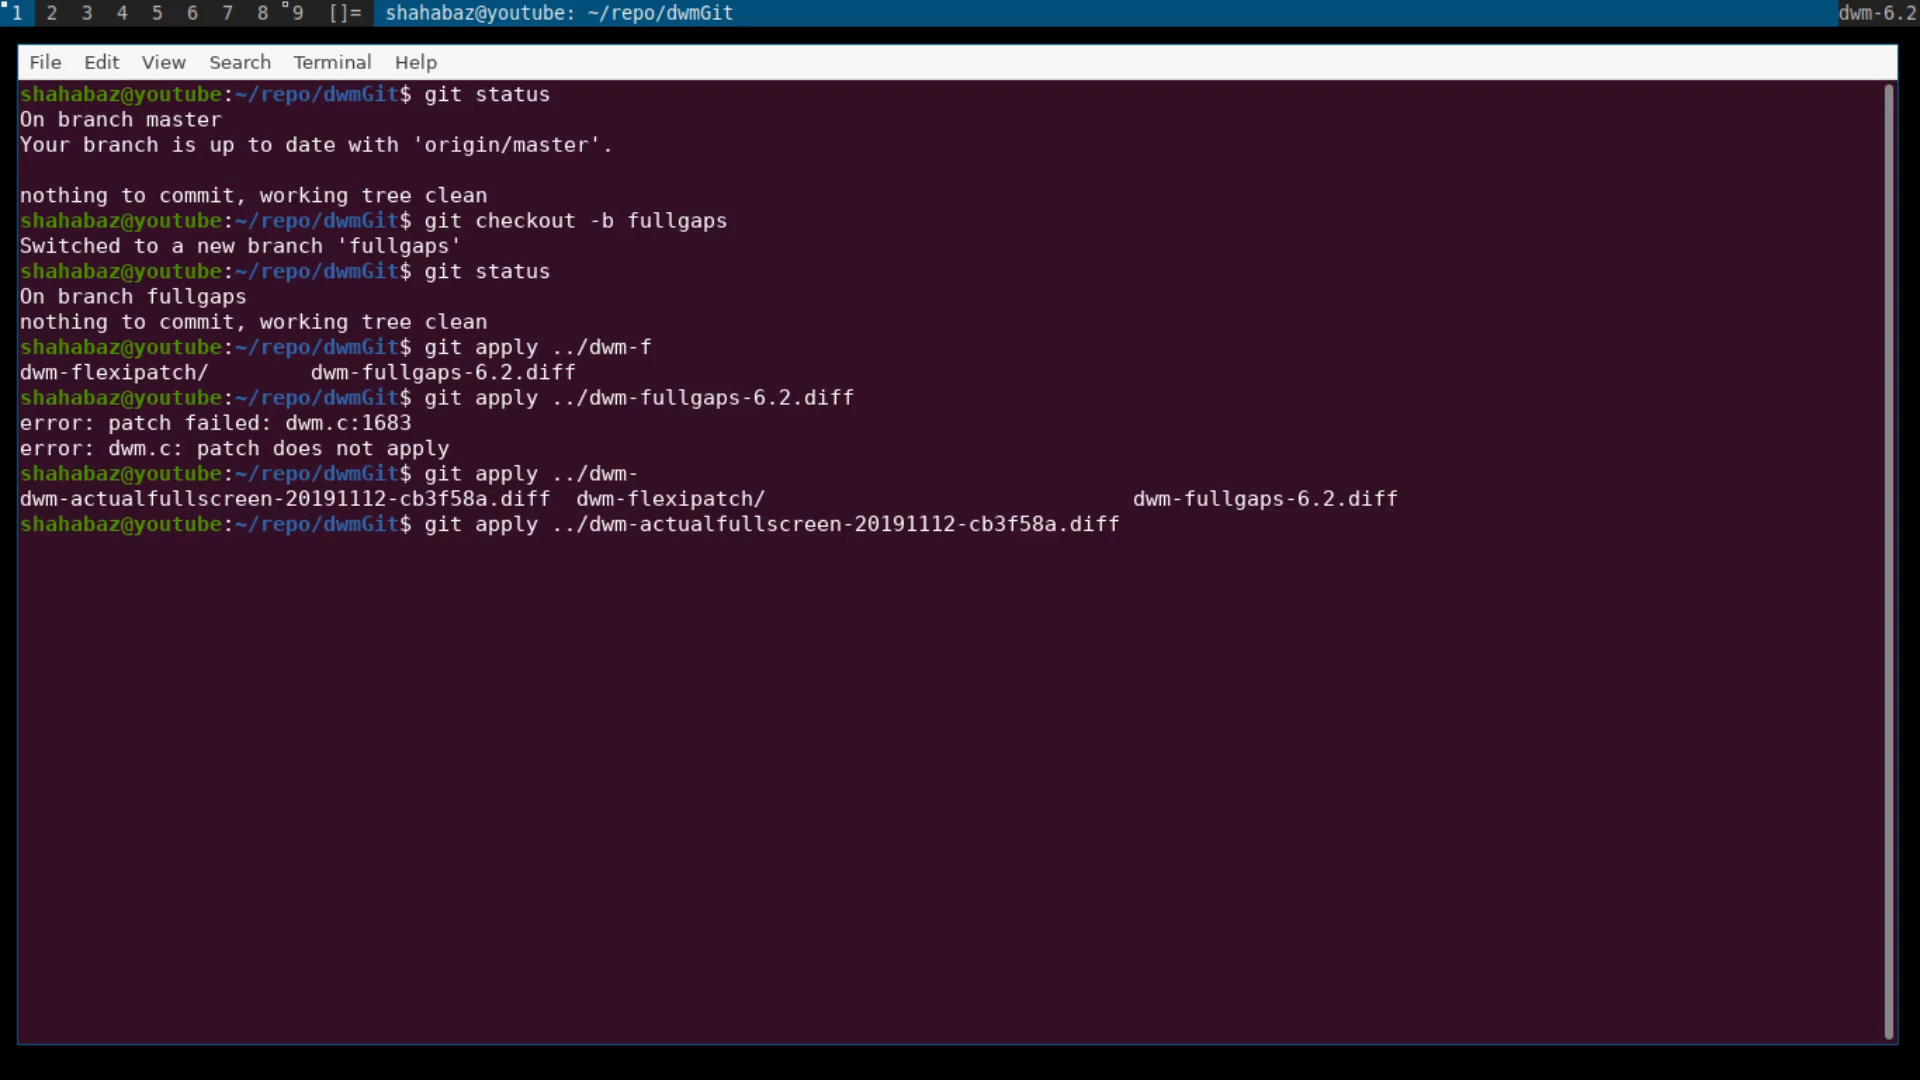 1 2 3 4 5 6 7 8 9 []= shahabaz@youtube: ~/repo/dwmGit dwm-6.2
File Edit View Search Terminal Help
shahabaz@youtube:~/repo/dwmGit$ git status
On branch master
Your branch is up to date with 'origin/master'.
nothing to commit, working tree clean
shahabaz@youtube:~/repo/dwmGit$ git checkout -b fullgaps
Switched to a new branch 'fullgaps'
shahabaz@youtube:~/repo/dwmGit$ git status
On branch fullgaps
nothing to commit, working tree clean
shahabaz@youtube:~/repo/dwmGit$ git apply ../dwm-f
dwm-flexipatch/ dwm-fullgaps-6.2.diff
shahabaz@youtube:~/repo/dwmGit$ git apply ../dwm-fullgaps-6.2.diff
error: patch failed: dwm.c:1683
error: dwm.c: patch does not apply
shahabaz@youtube:~/repo/dwmGit$ git apply ../dwm-
dwm-actualfullscreen-20191112-cb3f58a.diff dwm-flexipatch/ dwm-fullgaps-6.2.diff
shahabaz@youtube:~/repo/dwmGit$ git apply ../dwm-actualfullscreen-20191112-cb3f58a.diff